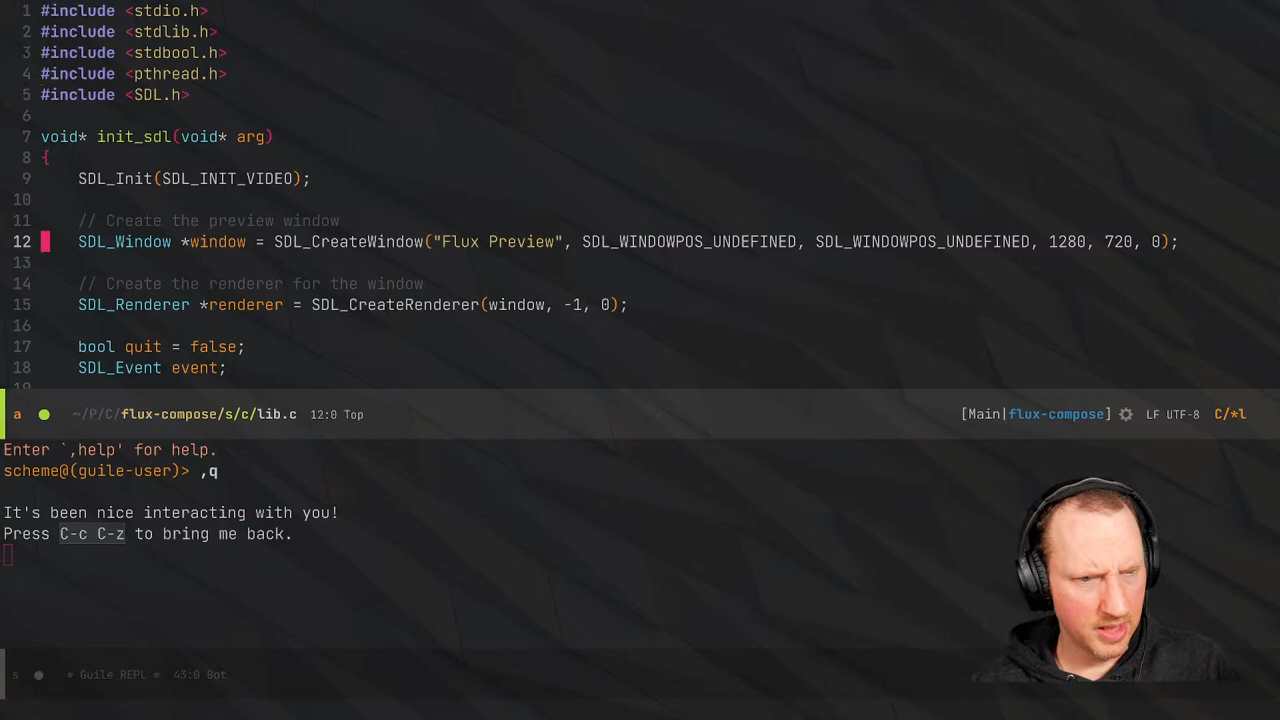 1 #include <stdio.h>
2 #include <stdlib.h>
3 #include <stdbool.h>
4 #include <pthread.h>
5 #include <SDL.h>
6
7 void* init_sdl(void* arg)
8 {
9 SDL_Init(SDL_INIT_VIDEO);
10
11 // Create the preview window
12 SDL_Window *window = SDL_CreateWindow("Flux Preview", SDL_WINDOWPOS_UNDEFINED, SDL_WINDOWPOS_UNDEFINED, 1280, 720, 0);
13
14 // Create the renderer for the window
15 SDL_Renderer *renderer = SDL_CreateRenderer(window, -1, 0);
16
17 bool quit = false;
18 SDL_Event event;
19
a ~/P/C/flux-compose/s/c/lib.c 12:0 Top [Main|flux-compose] LF UTF-8 C/*l
Enter `,help' for help.
scheme@(guile-user)> ,q
It's been nice interacting with you!
Press C-c C-z to bring me back.
s * Guile REPL * 43:0 Bot